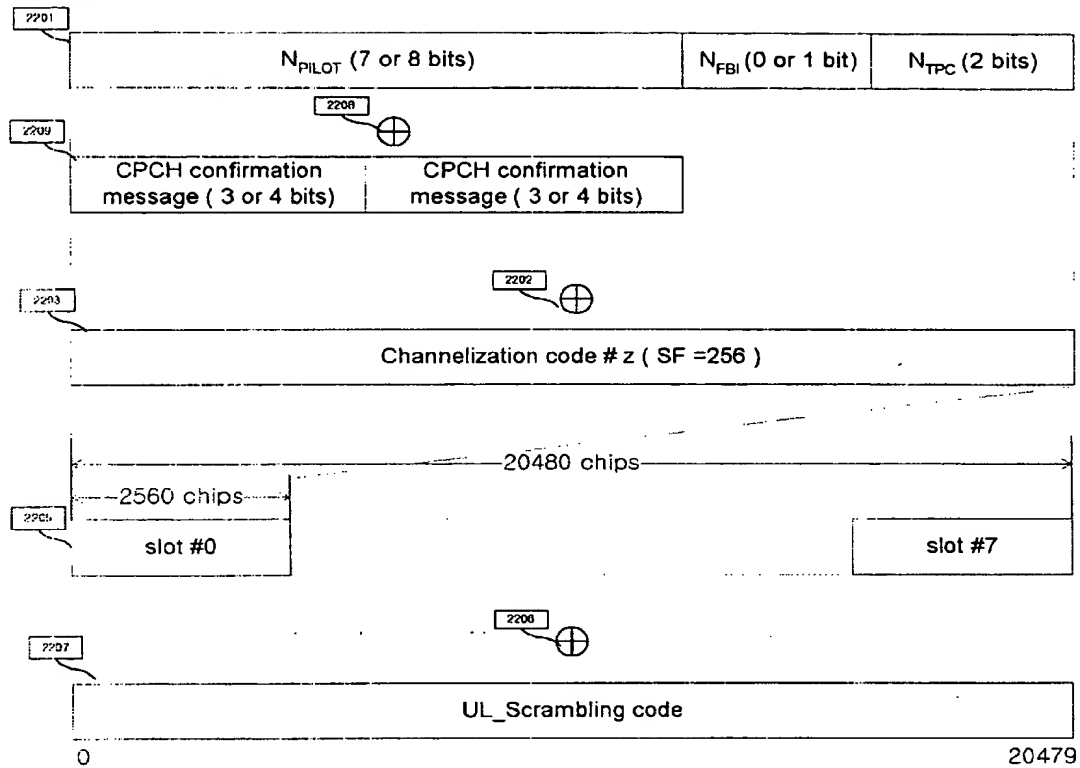 2201
N_PILOT (7 or 8 bits) N_FBI (0 or 1 bit) N_TPC (2 bits)
2208
2209
CPCH confirmation message ( 3 or 4 bits) CPCH confirmation message ( 3 or 4 bits)
2202
2203
Channelization code # z ( SF =256 )
20480 chips
2560 chips
2205
slot #0 slot #7
2206
2207
UL_Scrambling code
0 20479